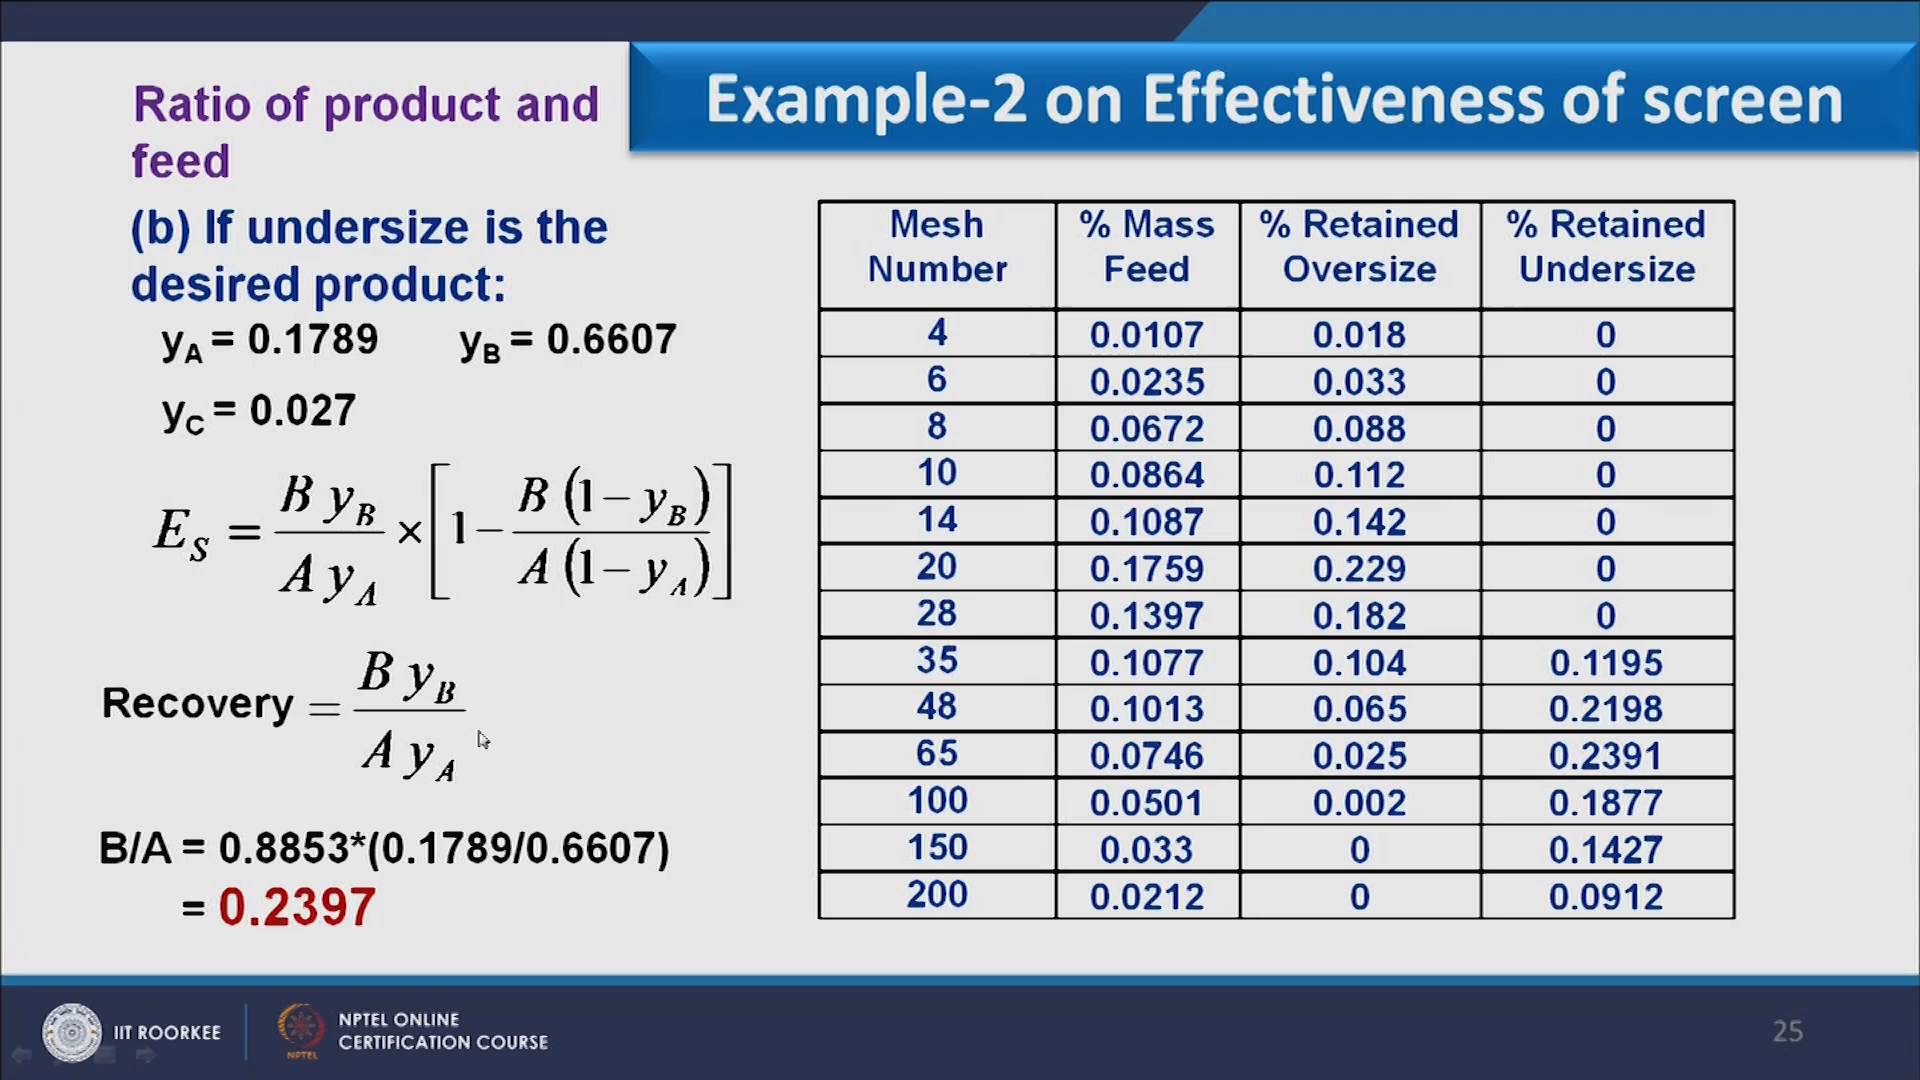 Example-2 on Effectiveness of screen
Ratio of product and
feed
(b) If undersize is the
desired product:
yA = 0.1789 yB = 0.6607
yC = 0.027
ES = B yB / A yA × [1 − B (1 − yB) / A (1 − yA)]
Recovery = B yB / A yA
B/A = 0.8853*(0.1789/0.6607)
= 0.2397
Mesh Number % Mass Feed % Retained Oversize % Retained Undersize
4 0.0107 0.018 0
6 0.0235 0.033 0
8 0.0672 0.088 0
10 0.0864 0.112 0
14 0.1087 0.142 0
20 0.1759 0.229 0
28 0.1397 0.182 0
35 0.1077 0.104 0.1195
48 0.1013 0.065 0.2198
65 0.0746 0.025 0.2391
100 0.0501 0.002 0.1877
150 0.033 0 0.1427
200 0.0212 0 0.0912
IIT ROORKEE
NPTEL
NPTEL ONLINE
CERTIFICATION COURSE
25